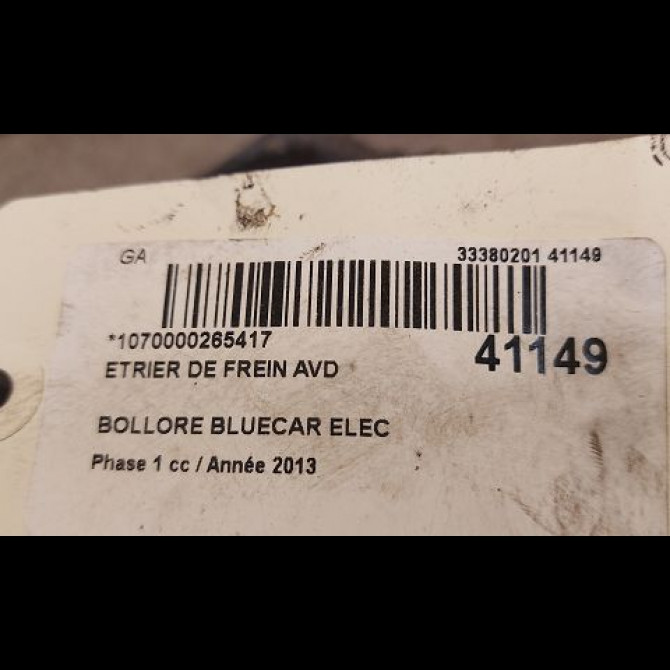 GA 33380201 41149
*1070000265417 41149
ETRIER DE FREIN AVD
BOLLORE BLUECAR ELEC
Phase 1 cc / Année 2013